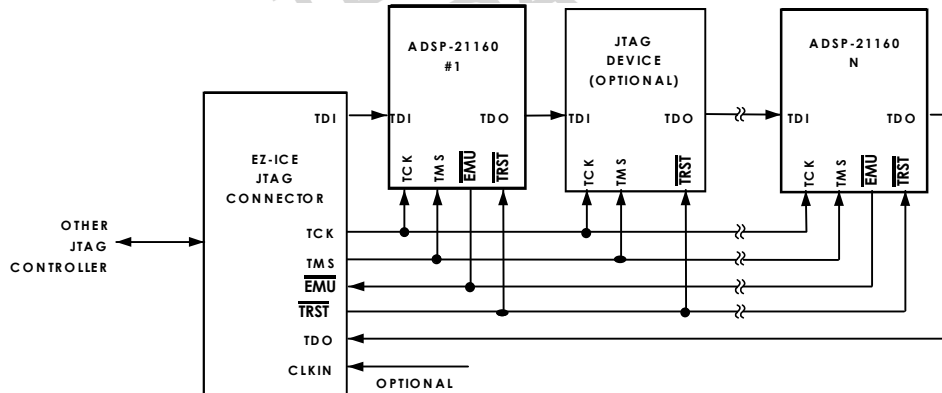 ADSP-21160
#1
TDI
TDO
TCK
TMS
EMU
TRST
JTAG
DEVICE
(OPTIONAL)
TDI
TDO
TCK
TMS
TRST
ADSP-21160
N
TDI
TDO
TCK
TMS
EMU
TRST
EZ-ICE
JTAG
CONNECTOR
TDI
TCK
TMS
EMU
TRST
TDO
CLKIN
OTHER
JTAG
CONTROLLER
OPTIONAL